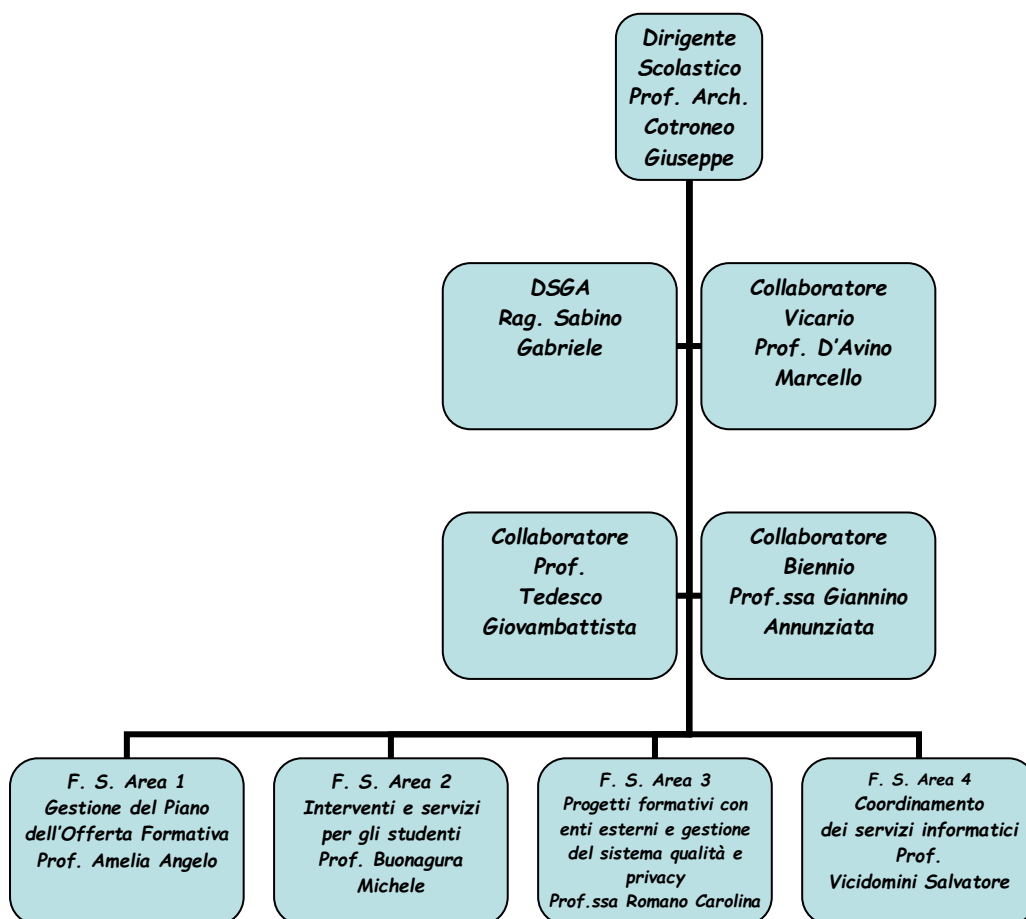 Dirigente
Scolastico
Prof. Arch.
Cotroneo
Giuseppe
DSGA
Rag. Sabino
Gabriele
Collaboratore
Vicario
Prof. D'Avino
Marcello
Collaboratore
Prof.
Tedesco
Giovambattista
Collaboratore
Biennio
Prof.ssa Giannino
Annunziata
F. S. Area 1
Gestione del Piano
dell'Offerta Formativa
Prof. Amelia Angelo
F. S. Area 2
Interventi e servizi
per gli studenti
Prof. Buonagura
Michele
F. S. Area 3
Progetti formativi con
enti esterni e gestione
del sistema qualità e
privacy
Prof.ssa Romano Carolina
F. S. Area 4
Coordinamento
dei servizi informatici
Prof.
Vicidomini Salvatore